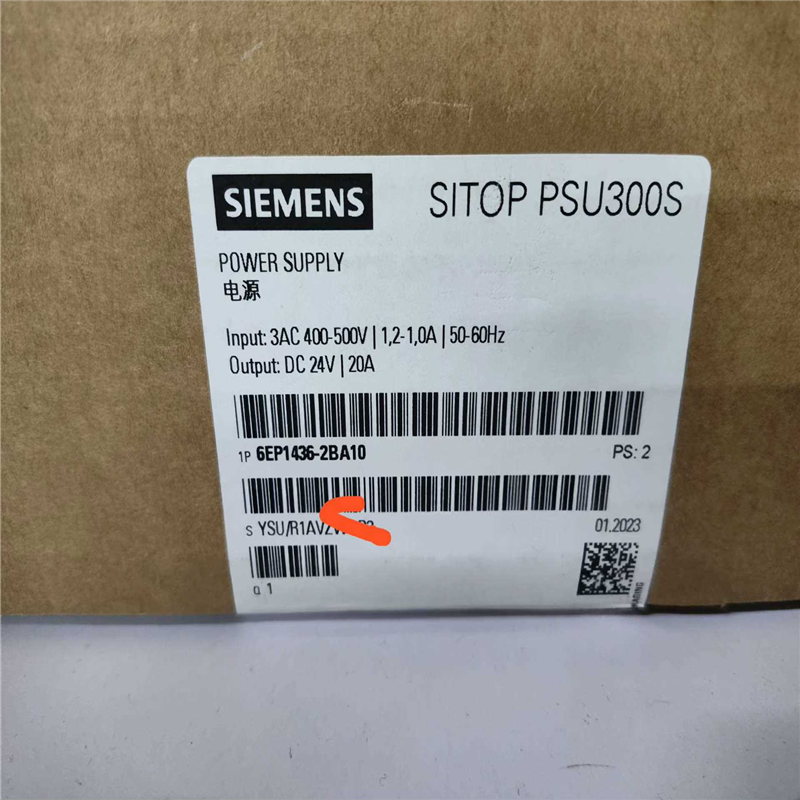 SIEMENS SITOP PSU300S
POWER SUPPLY
电源
Input: 3AC 400-500V | 1,2-1,0A | 50-60Hz
Output: DC 24V | 20A
1P 6EP1436-2BA10 PS: 2
S 01.2023
Q 1